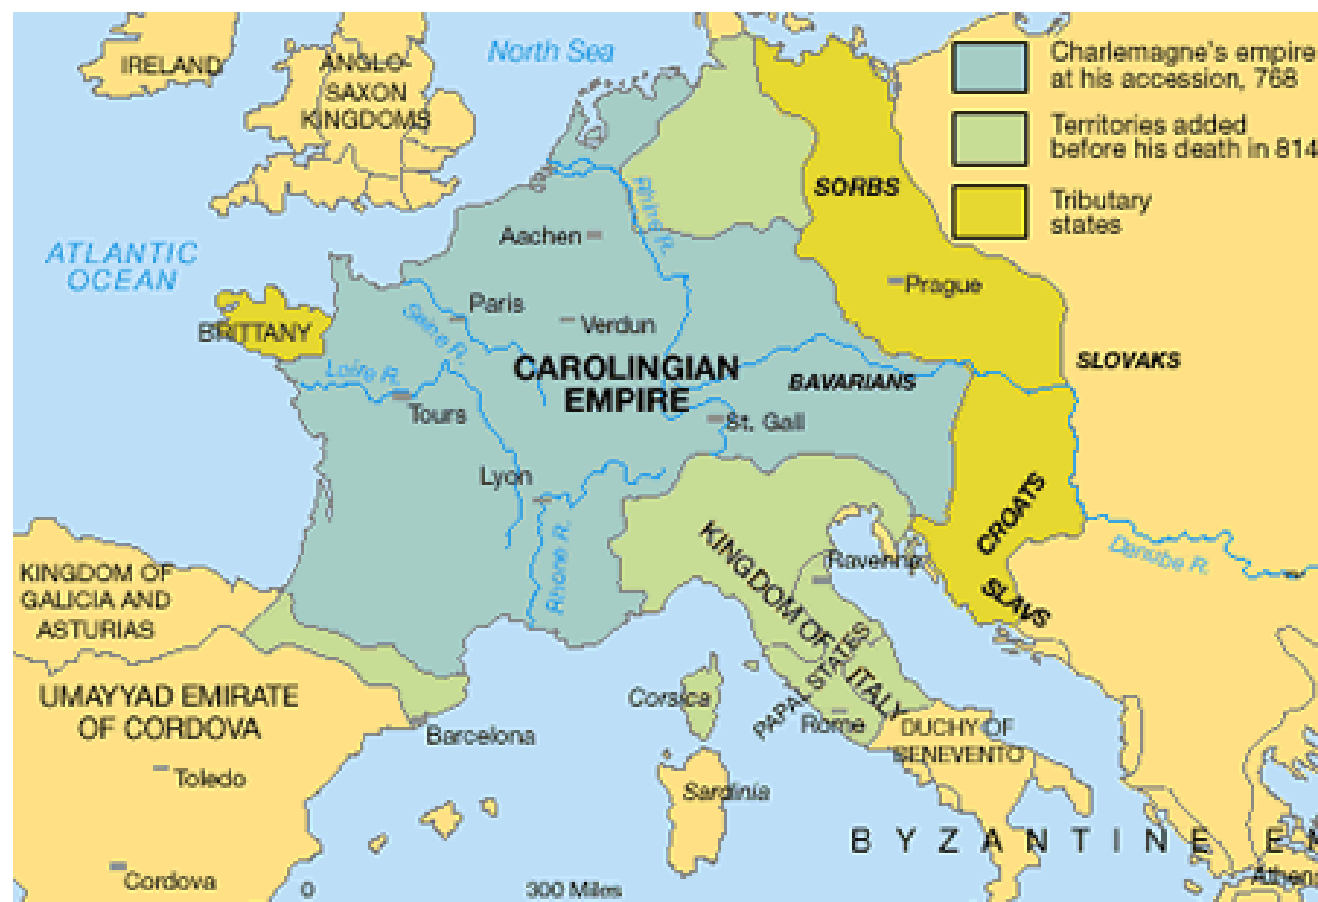 North Sea
IRELAND
ANGLO-
SAXON
KINGDOMS
Charlemagne's empire
at his accession, 768
Territories added
before his death in 814
Tributary
states
SORBS
Rhine R.
Aachen
ATLANTIC
OCEAN
Prague
Paris
Seine R.
Verdun
BRITTANY
SLOVAKS
CAROLINGIAN
EMPIRE
BAVARIANS
Loire R.
Tours
St. Gall
Lyon
CROATS
Rhone R.
Danube R.
KINGDOM OF ITALY
Ravenna
KINGDOM OF
GALICIA AND
ASTURIAS
SLAVS
PAPAL STATES
UMAYYAD EMIRATE
OF CORDOVA
Corsica
Rome
DUCHY OF
BENEVENTO
Barcelona
Toledo
Sardinia
BYZANTINE E
Athens
Cordova
0 300 Miles